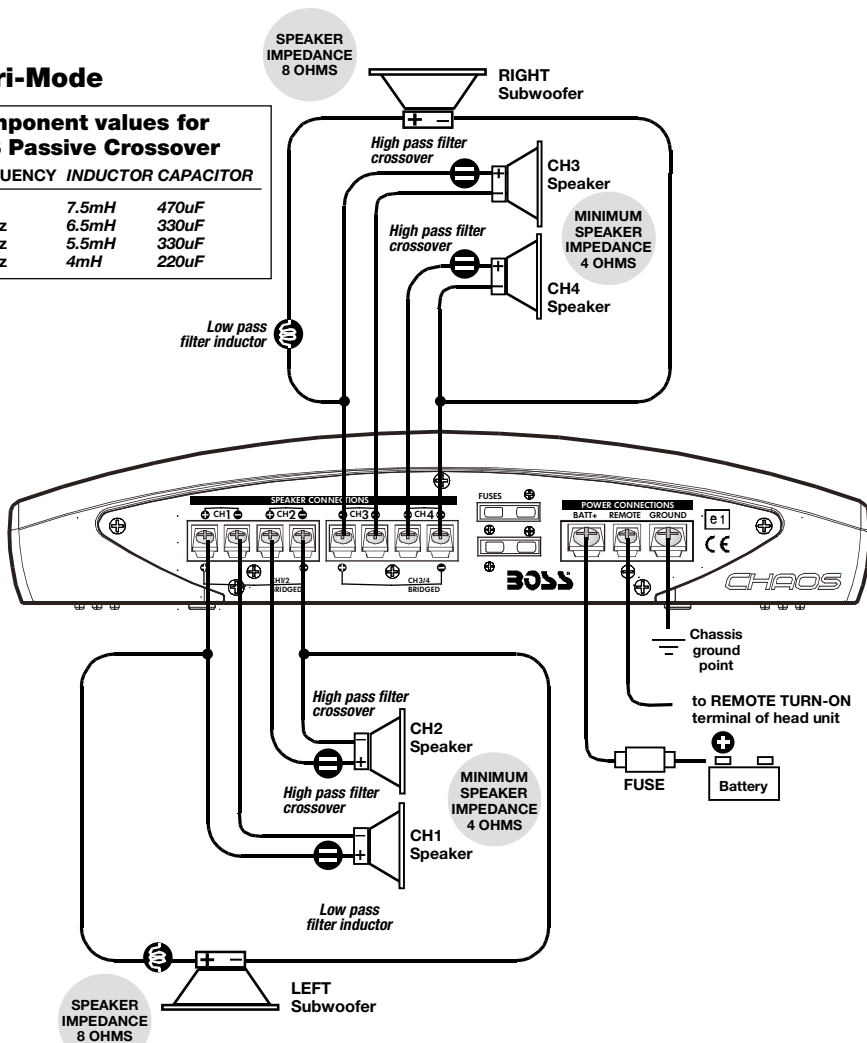 SPEAKER
IMPEDANCE
8 OHMS
ri-Mode
RIGHT
Subwoofer
mponent values for
Passive Crossover
UENCY INDUCTOR CAPACITOR
7.5mH 470uF
z 6.5mH 330uF
z 5.5mH 330uF
z 4mH 220uF
+ –
High pass filter
crossover
+
–
CH3
Speaker
High pass filter
crossover
+
–
MINIMUM
SPEAKER
IMPEDANCE
4 OHMS
CH4
Speaker
Low pass
filter inductor
SPEAKER CONNECTIONS
+ CH1 –
+ CH2 –
+ CH3 –
+ CH4 –
FUSES
POWER CONNECTIONS
BATT+ REMOTE GROUND
e1
CE
+ –
CH1/2
BRIDGED
+ –
CH3/4
BRIDGED
BOSS
CHAOS
Chassis
ground
point
to REMOTE TURN-ON
terminal of head unit
+
FUSE
Battery
High pass filter
crossover
–
+
CH2
Speaker
High pass filter
crossover
MINIMUM
SPEAKER
IMPEDANCE
4 OHMS
–
+
CH1
Speaker
Low pass
filter inductor
+ –
LEFT
Subwoofer
SPEAKER
IMPEDANCE
8 OHMS